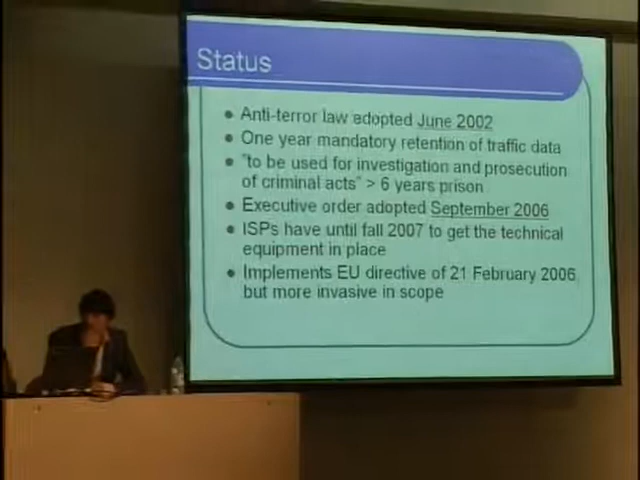 Status
• Anti-terror law adopted June 2002
• One year mandatory retention of traffic data
• "to be used for investigation and prosecution
of criminal acts" > 6 years prison
• Executive order adopted September 2006
• ISPs have until fall 2007 to get the technical
equipment in place
• Implements EU directive of 21 February 2006
but more invasive in scope